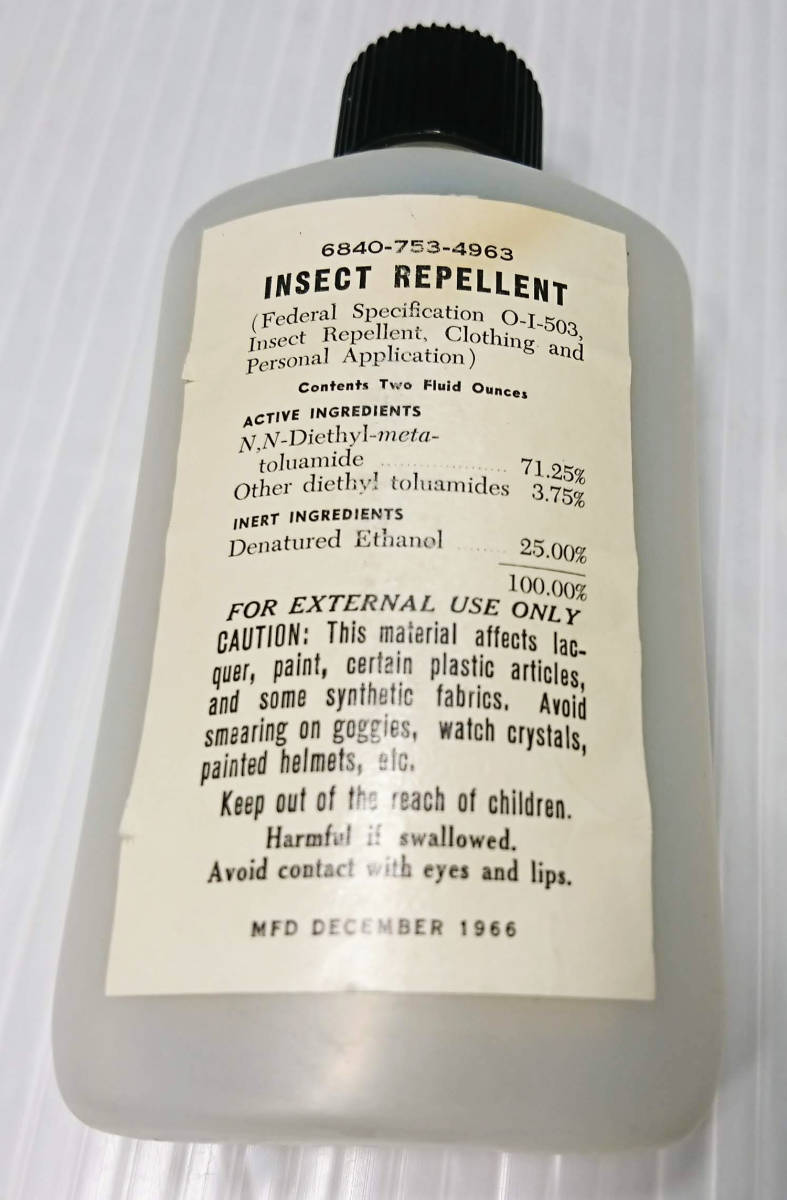 6840-753-4963
INSECT REPELLENT
(Federal Specification O-I-503,
Insect Repellent, Clothing and
Personal Application)
Contents Two Fluid Ounces
ACTIVE INGREDIENTS
N,N-Diethyl-meta-
toluamide ................ 71.25%
Other diethyl toluamides 3.75%
INERT INGREDIENTS
Denatured Ethanol ....... 25.00%
100.00%
FOR EXTERNAL USE ONLY
CAUTION: This material affects lac-
quer, paint, certain plastic articles,
and some synthetic fabrics. Avoid
smearing on goggies, watch crystals,
painted helmets, etc.
Keep out of the reach of children.
Harmful if swallowed.
Avoid contact with eyes and lips.
MFD DECEMBER 1966